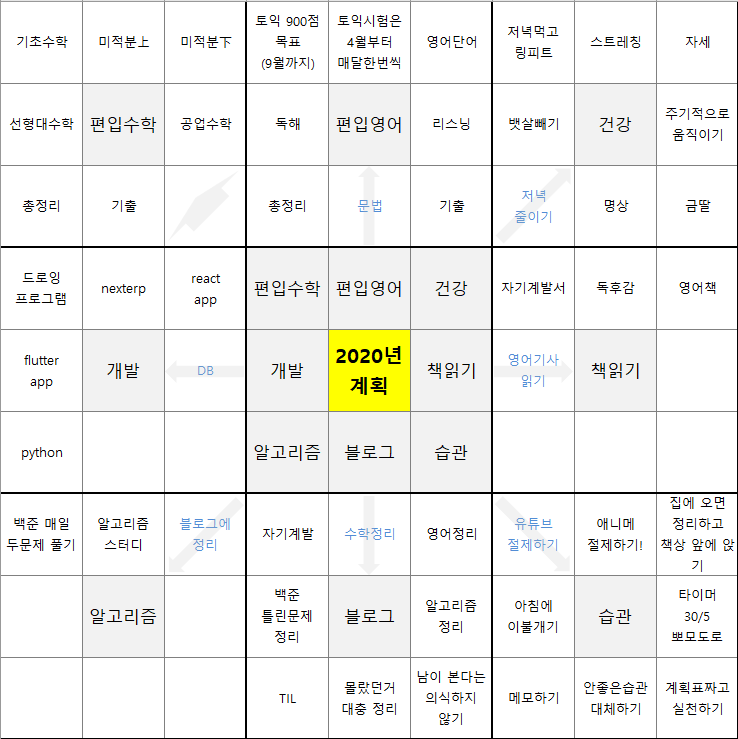 기초수학
미적분上
미적분下
토익 900점
목표
(9월까지)
토익시험은
4월부터
매달한번씩
영어단어
저녁먹고
링피트
스트레칭
자세
선형대수학
편입수학
공업수학
독해
편입영어
리스닝
뱃살빼기
건강
주기적으로
움직이기
총정리
기출
총정리
문법
기출
저녁
줄이기
명상
금딸
드로잉
프로그램
nexterp
react
app
편입수학
편입영어
건강
자기계발서
독후감
영어책
flutter
app
개발
DB
개발
2020년
계획
책읽기
영어기사
읽기
책읽기
python
알고리즘
블로그
습관
백준 매일
두문제 풀기
알고리즘
스터디
블로그에
정리
자기계발
수학정리
영어정리
유튜브
절제하기
애니메
절제하기!
집에 오면
정리하고
책상 앞에 앉
기
알고리즘
백준
틀린문제
정리
블로그
알고리즘
정리
아침에
이불개기
습관
타이머
30/5
뽀모도로
TIL
몰랐던거
대충 정리
남이 본다는
의식하지
않기
메모하기
안좋은습관
대체하기
계획표짜고
실천하기